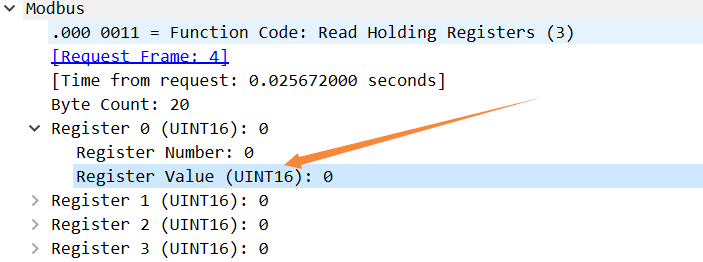 Modbus
.000 0011 = Function Code: Read Holding Registers (3)
[Request Frame: 4]
[Time from request: 0.025672000 seconds]
Byte Count: 20
Register 0 (UINT16): 0
Register Number: 0
Register Value (UINT16): 0
Register 1 (UINT16): 0
Register 2 (UINT16): 0
Register 3 (UINT16): 0